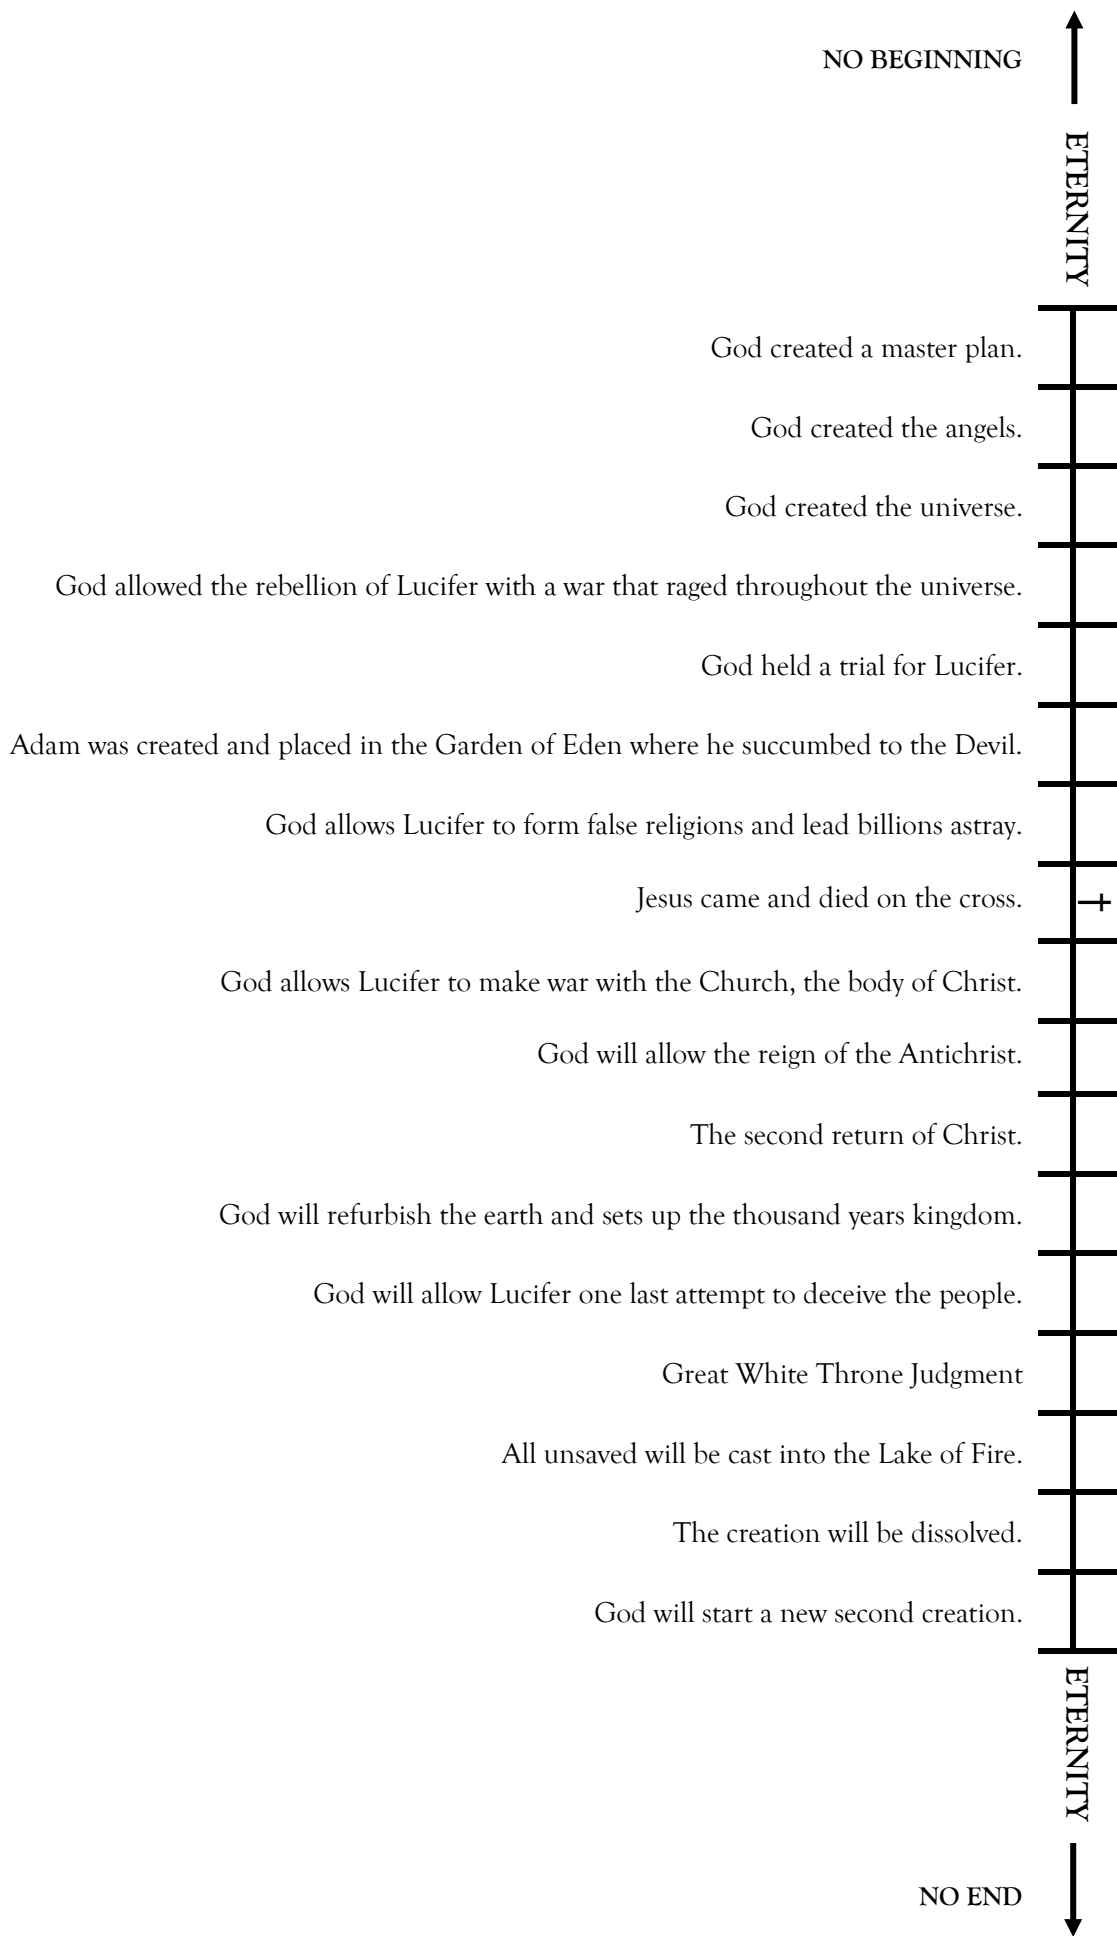 NO BEGINNING
ETERNITY
God created a master plan.
God created the angels.
God created the universe.
God allowed the rebellion of Lucifer with a war that raged throughout the universe.
God held a trial for Lucifer.
Adam was created and placed in the Garden of Eden where he succumbed to the Devil.
God allows Lucifer to form false religions and lead billions astray.
Jesus came and died on the cross.
God allows Lucifer to make war with the Church, the body of Christ.
God will allow the reign of the Antichrist.
The second return of Christ.
God will refurbish the earth and sets up the thousand years kingdom.
God will allow Lucifer one last attempt to deceive the people.
Great White Throne Judgment
All unsaved will be cast into the Lake of Fire.
The creation will be dissolved.
God will start a new second creation.
ETERNITY
NO END